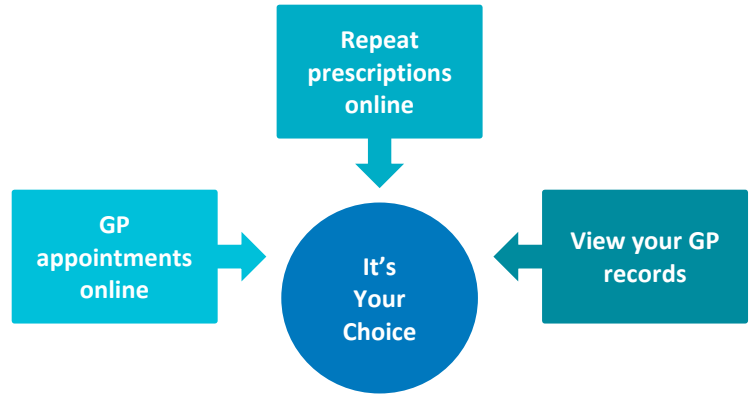 Repeat
prescriptions
online
GP
appointments
online
It’s
Your
Choice
View your GP
records